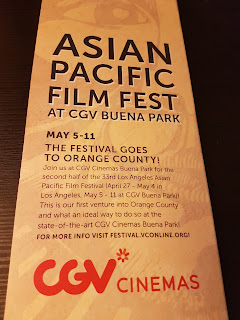 ASIAN
PACIFIC
FILM FEST
AT CGV BUENA PARK
MAY 5-11
THE FESTIVAL GOES
TO ORANGE COUNTY!
Join us at CGV Cinemas Buena Park for the
second half of the 33rd Los Angeles Asian
Pacific Film Festival (April 27 - May 4 in
Los Angeles, May 5 - 11 at CGV Buena Park)!
This is our first venture into Orange County
and what an ideal way to do so at the
state-of-the-art CGV Cinemas Buena Park!
FOR MORE INFO VISIT FESTIVAL.VCONLINE.ORG!
CGV CINEMAS